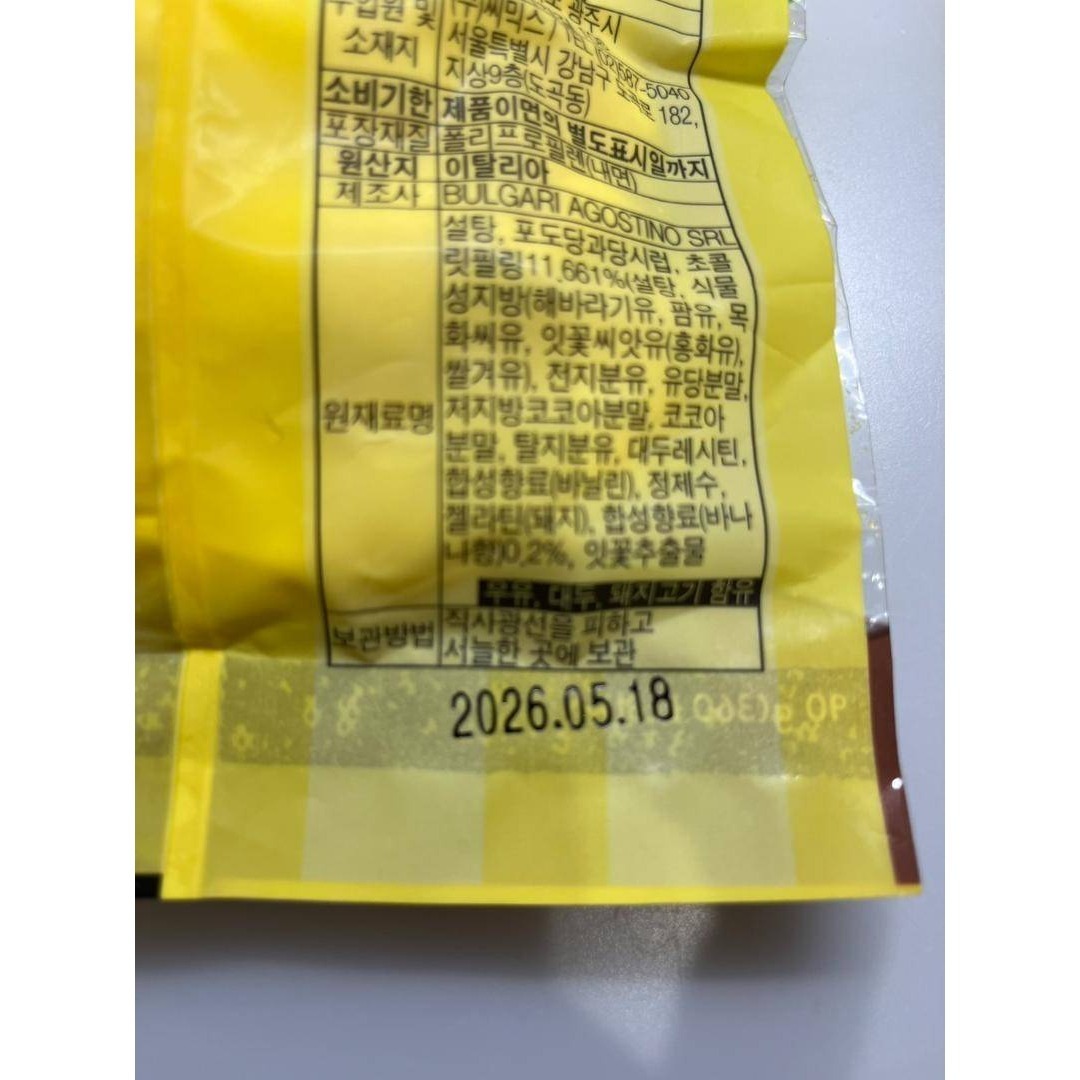 소재지
서울특별시 강남구 도곡로 182,
지상9층(도곡동)
소비기한 제품이면의 별도표시일까지
포장재질 폴리프로필렌(내면)
원산지 이탈리아
제조사 BULGARI AGOSTINO SRL
원재료명
설탕, 포도당과당시럽, 초콜
릿필링11,661%(설탕, 식물
성지방(해바라기유, 팜유, 목
화씨유, 잇꽃씨앗유(홍화유),
쌀겨유), 전지분유, 유당분말,
저지방코코아분말, 코코아
분말, 탈지분유, 대두레시틴,
합성향료(바닐린), 정제수,
젤라틴(돼지), 합성향료(바나
나향)0,2%, 잇꽃추출물
우유, 대두, 돼지고기 함유
보관방법 직사광선을 피하고
서늘한 곳에 보관
2026.05.18